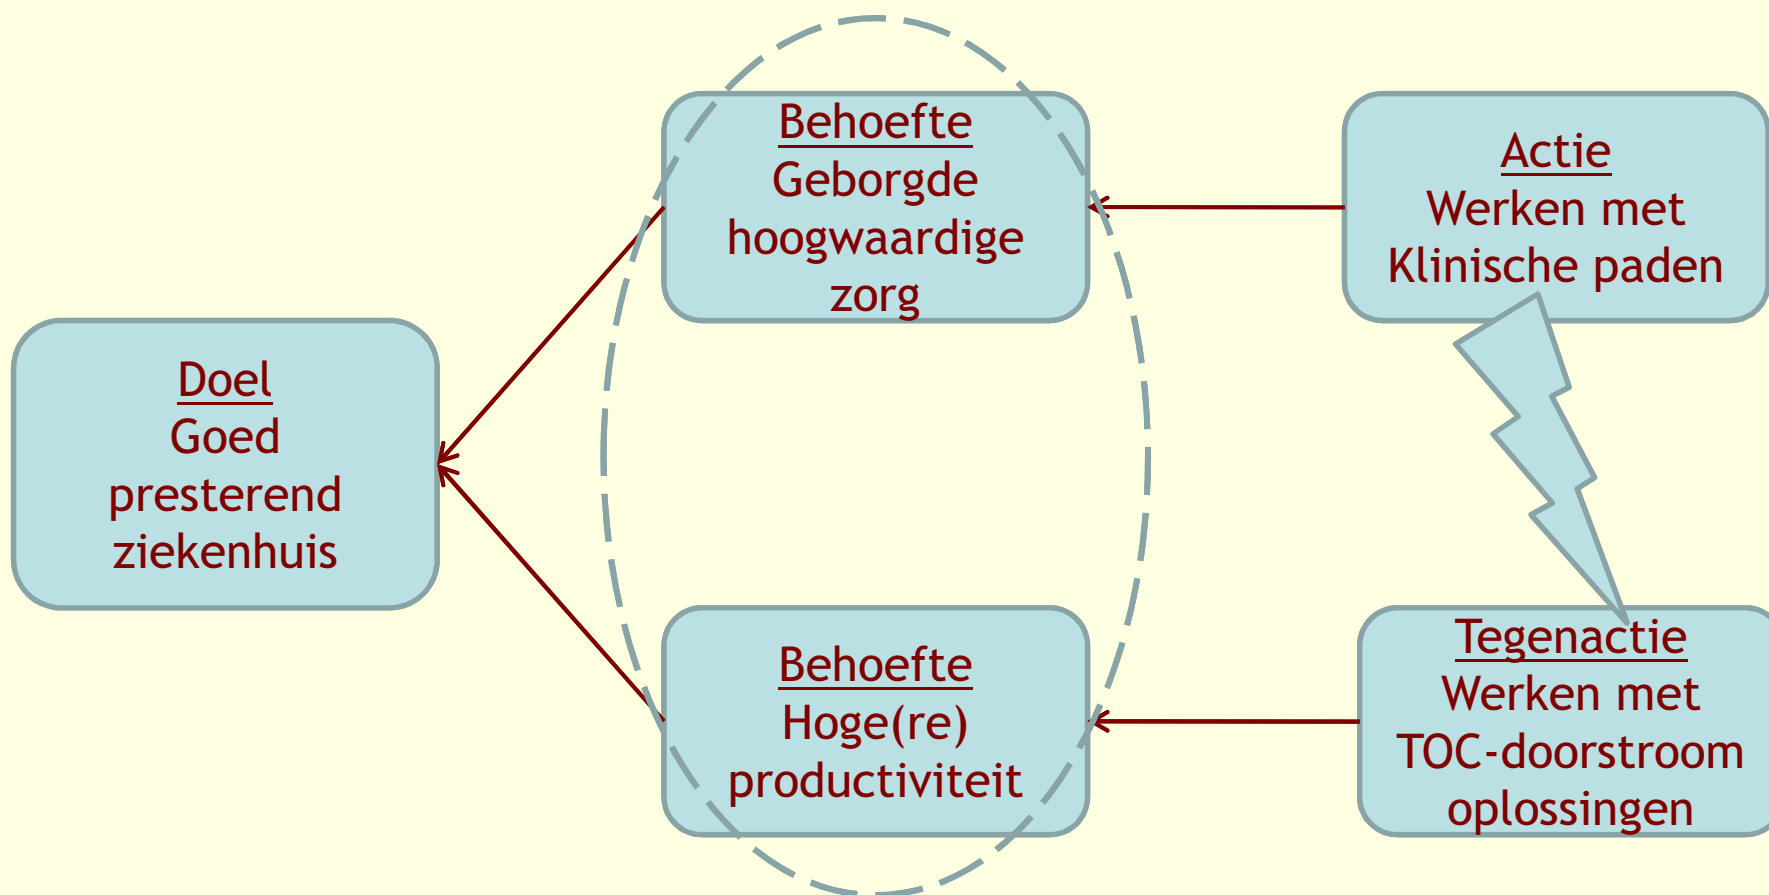 Behoefte
Geborgde
hoogwaardige
zorg
Actie
Werken met
Klinische paden
Doel
Goed
presterend
ziekenhuis
Behoefte
Hoge(re)
productiviteit
Tegenactie
Werken met
TOC-doorstroom
oplossingen